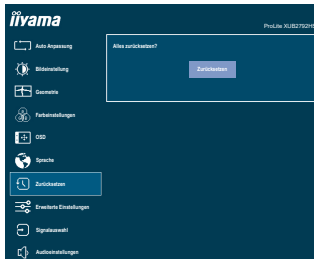 iiyama
ProLite XUB2792HS
Auto Anpassung
Alles zurücksetzen?
Bildeinstellung
Zurücksetzen
Geometrie
Farbeinstellungen
OSD
Sprache
Zurücksetzen
Erweiterte Einstellungen
Signalauswahl
Audioeinstellungen